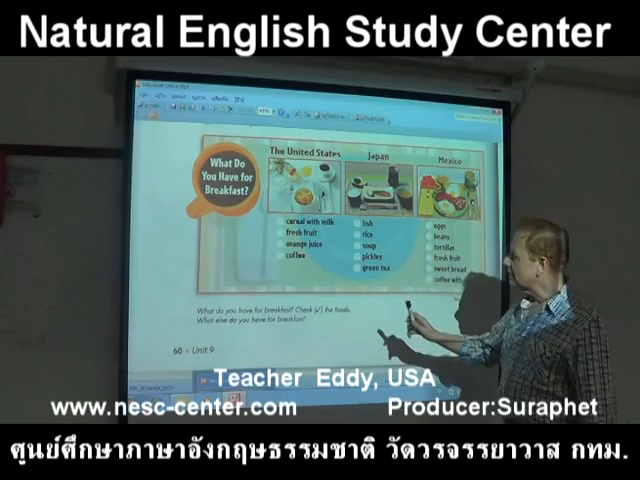 Natural English Study Center
Microsoft Office
What Do
You Have for
Breakfast?
The United States
cereal with milk
fresh fruit
orange juice
coffee
Japan
fish
rice
soup
pickles
green tea
Mexico
eggs
beans
tortillas
fresh fruit
sweet bread
coffee with
What do you have for breakfast? Check [✓] the foods.
What else do you have for breakfast?
60 • Unit 9
Teacher Eddy, USA
www.nesc-center.com Producer:Suraphet
ศูนย์ศึกษาภาษาอังกฤษธรรมชาติ วัดวรจรรยาวาส กทม.